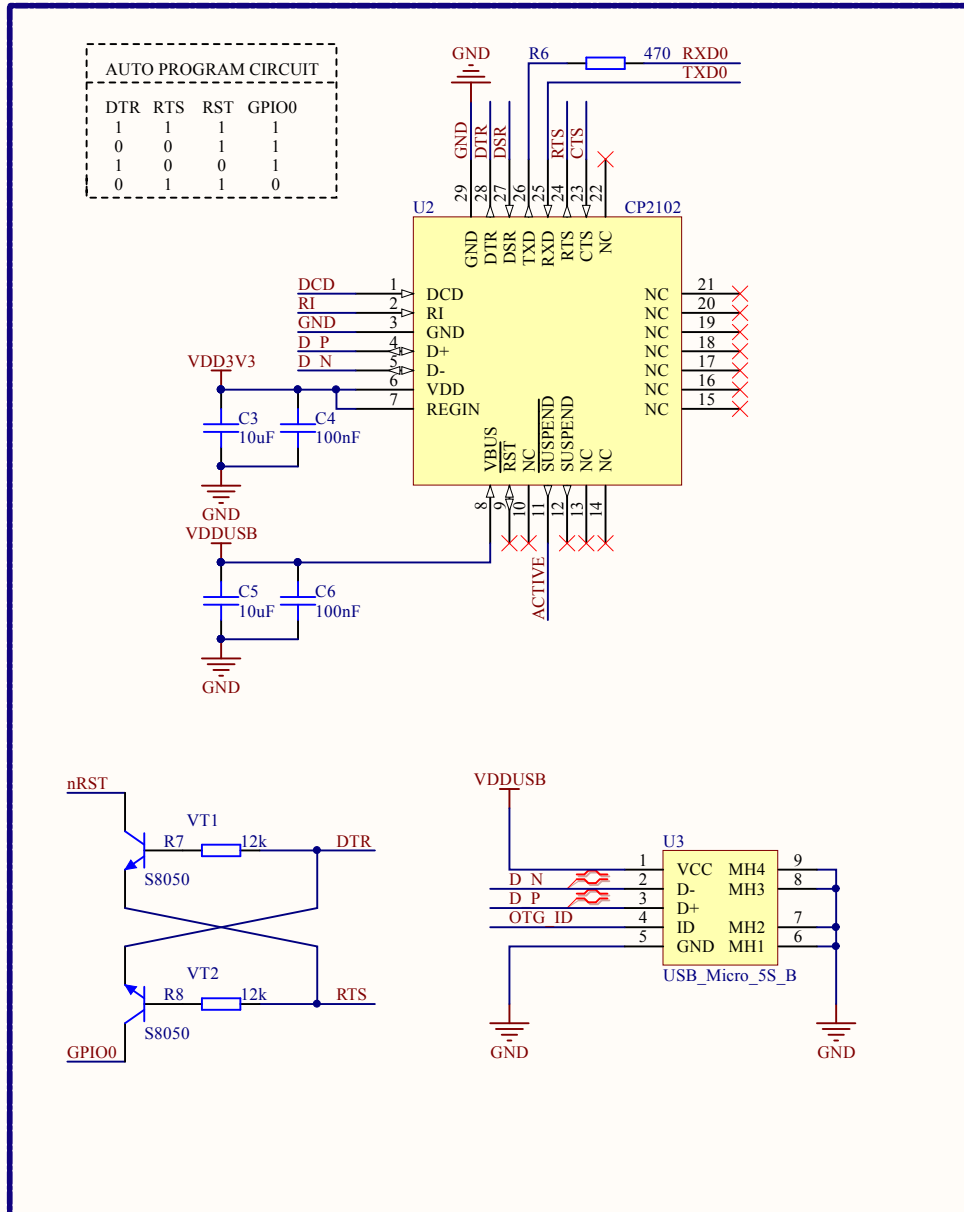 AUTO PROGRAM CIRCUIT
DTR RTS RST GPIO0
1 1 1 1
0 0 1 1
1 0 0 1
0 1 1 0
GND
R6 470 RXD0
TXD0
GND DTR DSR RTS CTS
29 28 27 26 25 24 23 22
U2 CP2102
GND DTR DSR TXD RXD RTS CTS NC
DCD 1 DCD
RI 2 RI
GND 3 GND
D_P 4 D+
D_N 5 D-
6 VDD
7 REGIN
NC 21
NC 20
NC 19
NC 18
NC 17
NC 16
NC 15
VDD3V3
C3 10uF
C4 100nF
GND
VBUS RST NC SUSPEND SUSPEND NC NC
8 9 10 11 12 13 14
ACTIVE
VDDUSB
C5 10uF
C6 100nF
GND
nRST
VT1
R7 12k DTR
S8050
VT2
R8 12k RTS
S8050
GPIO0
VDDUSB
U3
1 VCC MH4 9
D_N 2 D- MH3 8
D_P 3 D+
OTG_ID 4 ID MH2 7
5 GND MH1 6
USB_Micro_5S_B
GND
GND